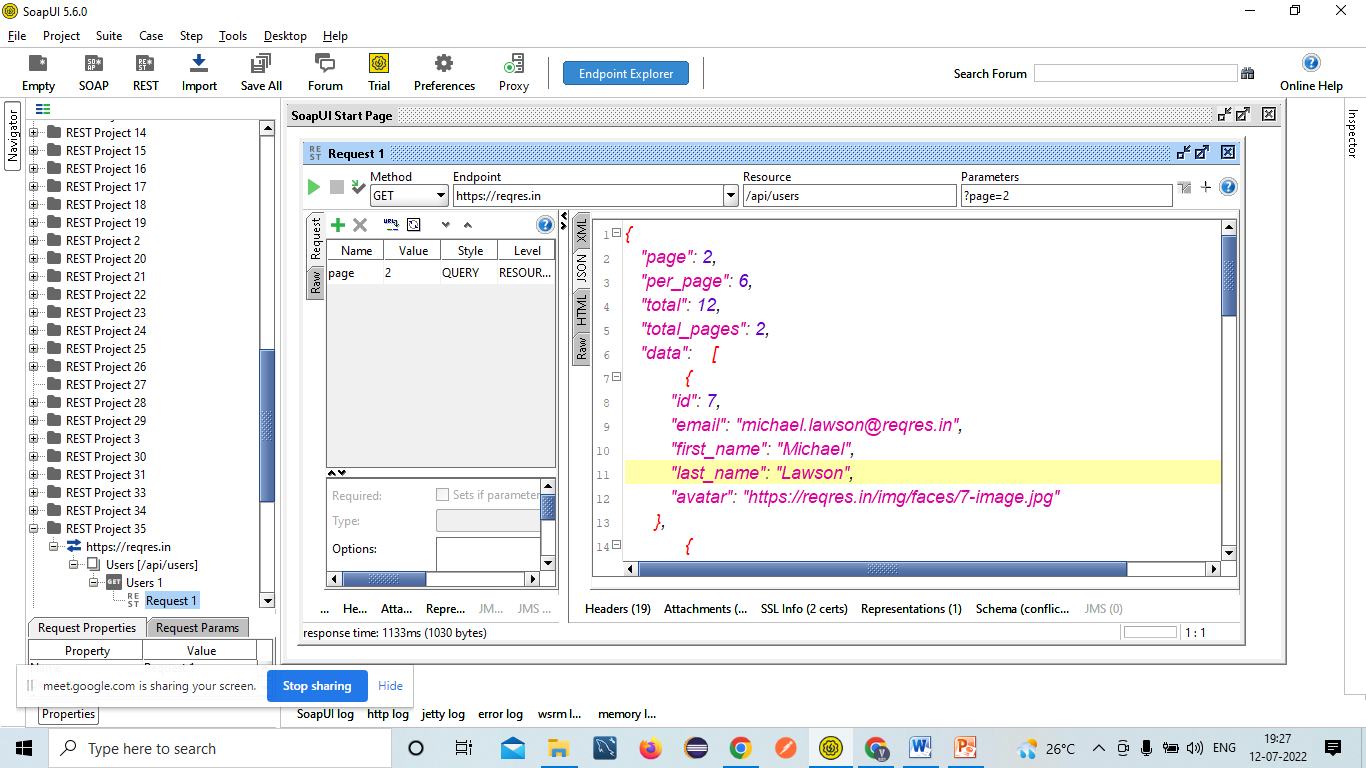 SoapUI 5.6.0
File Project Suite Case Step Tools Desktop Help
Empty SOAP REST Import Save All Forum Trial Preferences Proxy Endpoint Explorer Search Forum Online Help
Navigator
REST Project 14
REST Project 15
REST Project 16
REST Project 17
REST Project 18
REST Project 19
REST Project 2
REST Project 20
REST Project 21
REST Project 22
REST Project 23
REST Project 24
REST Project 25
REST Project 26
REST Project 27
REST Project 28
REST Project 29
REST Project 3
REST Project 30
REST Project 31
REST Project 33
REST Project 34
REST Project 35
https://reqres.in
Users [/api/users]
GET Users 1
REST Request 1
Request Properties Request Params
Property Value
meet.google.com is sharing your screen. Stop sharing Hide
Properties
SoapUI Start Page
REST Request 1
Method Endpoint Resource Parameters
GET https://reqres.in /api/users ?page=2
Request
Raw
Name Value Style Level
page 2 QUERY RESOUR...
Required: Sets if parameter
Type:
Options:
... He... Atta... Repre... JM... JMS ...
XML
JSON
HTML
Raw
1 {
2 "page": 2,
3 "per_page": 6,
4 "total": 12,
5 "total_pages": 2,
6 "data": [
7 {
8 "id": 7,
9 "email": "michael.lawson@reqres.in",
10 "first_name": "Michael",
11 "last_name": "Lawson",
12 "avatar": "https://reqres.in/img/faces/7-image.jpg"
13 },
14 {
Headers (19) Attachments (... SSL Info (2 certs) Representations (1) Schema (conflic... JMS (0)
response time: 1133ms (1030 bytes) 1 : 1
Inspector
SoapUI log http log jetty log error log wsrm l... memory l...
Type here to search
26°C ENG 19:27
12-07-2022